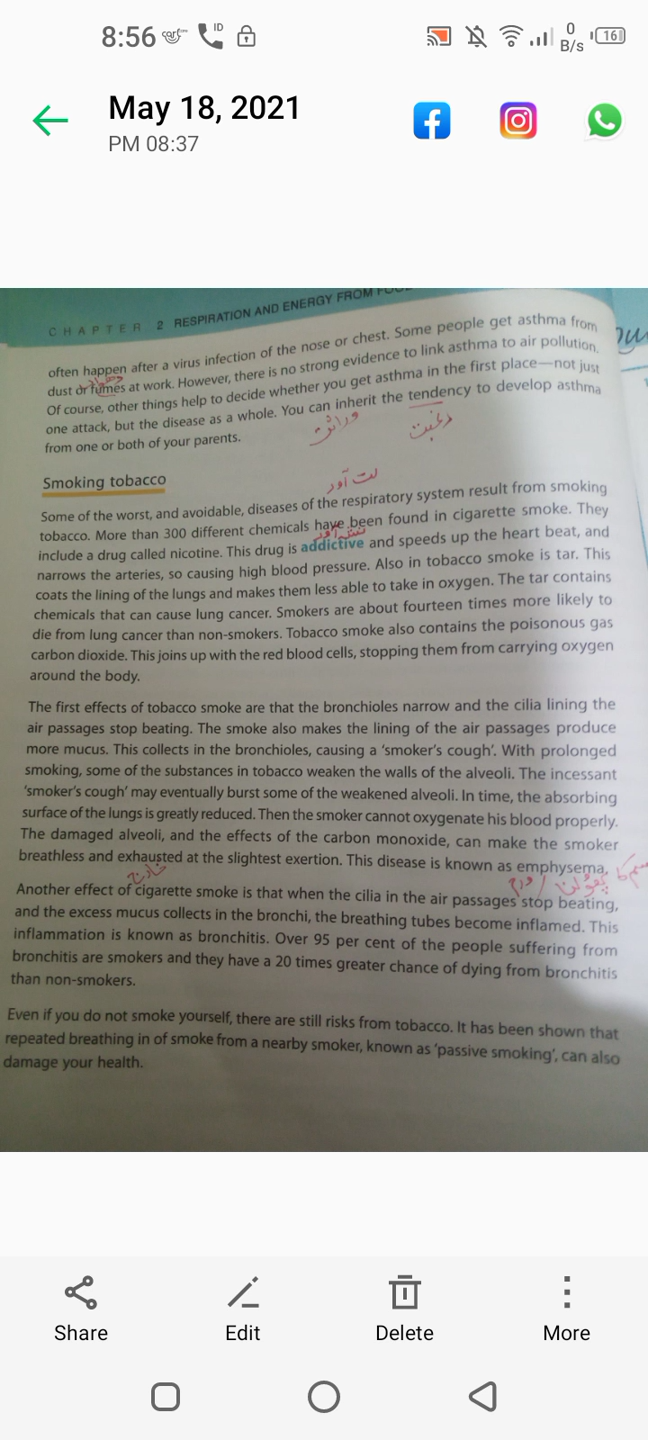 8:56
ID
0
B/s
16
May 18, 2021
PM 08:37
CHAPTER 2 RESPIRATION AND ENERGY FROM FOOD
often happen after a virus infection of the nose or chest. Some people get asthma from
dust or fumes at work. However, there is no strong evidence to link asthma to air pollution.
Of course, other things help to decide whether you get asthma in the first place—not just
one attack, but the disease as a whole. You can inherit the tendency to develop asthma
from one or both of your parents.
رغبت
Smoking tobacco
لت آور
Some of the worst, and avoidable, diseases of the respiratory system result from smoking
tobacco. More than 300 different chemicals have been found in cigarette smoke. They
نشہ آور
include a drug called nicotine. This drug is addictive and speeds up the heart beat, and
narrows the arteries, so causing high blood pressure. Also in tobacco smoke is tar. This
coats the lining of the lungs and makes them less able to take in oxygen. The tar contains
chemicals that can cause lung cancer. Smokers are about fourteen times more likely to
die from lung cancer than non-smokers. Tobacco smoke also contains the poisonous gas
carbon dioxide. This joins up with the red blood cells, stopping them from carrying oxygen
around the body.
The first effects of tobacco smoke are that the bronchioles narrow and the cilia lining the
air passages stop beating. The smoke also makes the lining of the air passages produce
more mucus. This collects in the bronchioles, causing a ‘smoker’s cough’. With prolonged
smoking, some of the substances in tobacco weaken the walls of the alveoli. The incessant
‘smoker’s cough’ may eventually burst some of the weakened alveoli. In time, the absorbing
surface of the lungs is greatly reduced. Then the smoker cannot oxygenate his blood properly.
The damaged alveoli, and the effects of the carbon monoxide, can make the smoker
breathless and exhausted at the slightest exertion. This disease is known as emphysema.
خارج
Another effect of cigarette smoke is that when the cilia in the air passages stop beating,
and the excess mucus collects in the bronchi, the breathing tubes become inflamed. This
inflammation is known as bronchitis. Over 95 per cent of the people suffering from
bronchitis are smokers and they have a 20 times greater chance of dying from bronchitis
than non-smokers.
Even if you do not smoke yourself, there are still risks from tobacco. It has been shown that
repeated breathing in of smoke from a nearby smoker, known as ‘passive smoking’, can also
damage your health.
Share
Edit
Delete
More